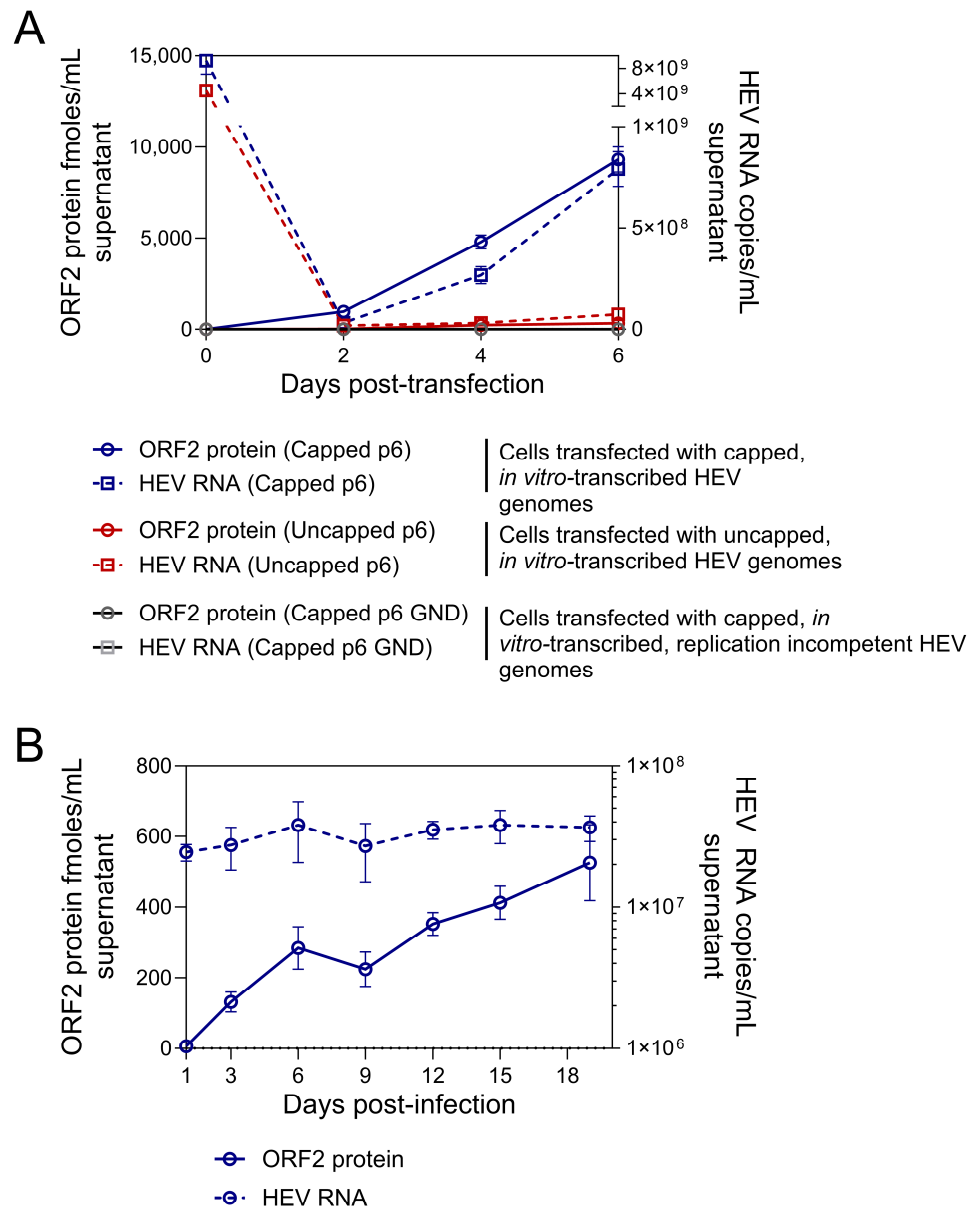 A
ORF2 protein fmoles/mL
supernatant
15,000
10,000
5,000
0
8×10⁹
4×10⁹
1×10⁹
5×10⁸
0
HEV RNA copies/mL
supernatant
0 2 4 6
Days post-transfection
ORF2 protein (Capped p6)
HEV RNA (Capped p6)
Cells transfected with capped,
in vitro-transcribed HEV
genomes
ORF2 protein (Uncapped p6)
HEV RNA (Uncapped p6)
Cells transfected with uncapped,
in vitro-transcribed HEV genomes
ORF2 protein (Capped p6 GND)
HEV RNA (Capped p6 GND)
Cells transfected with capped, in
vitro-transcribed, replication incompetent HEV
genomes
B
ORF2 protein fmoles/mL
supernatant
800
600
400
200
0
1×10⁸
1×10⁷
1×10⁶
HEV RNA copies/mL
supernatant
1 3 6 9 12 15 18
Days post-infection
ORF2 protein
HEV RNA